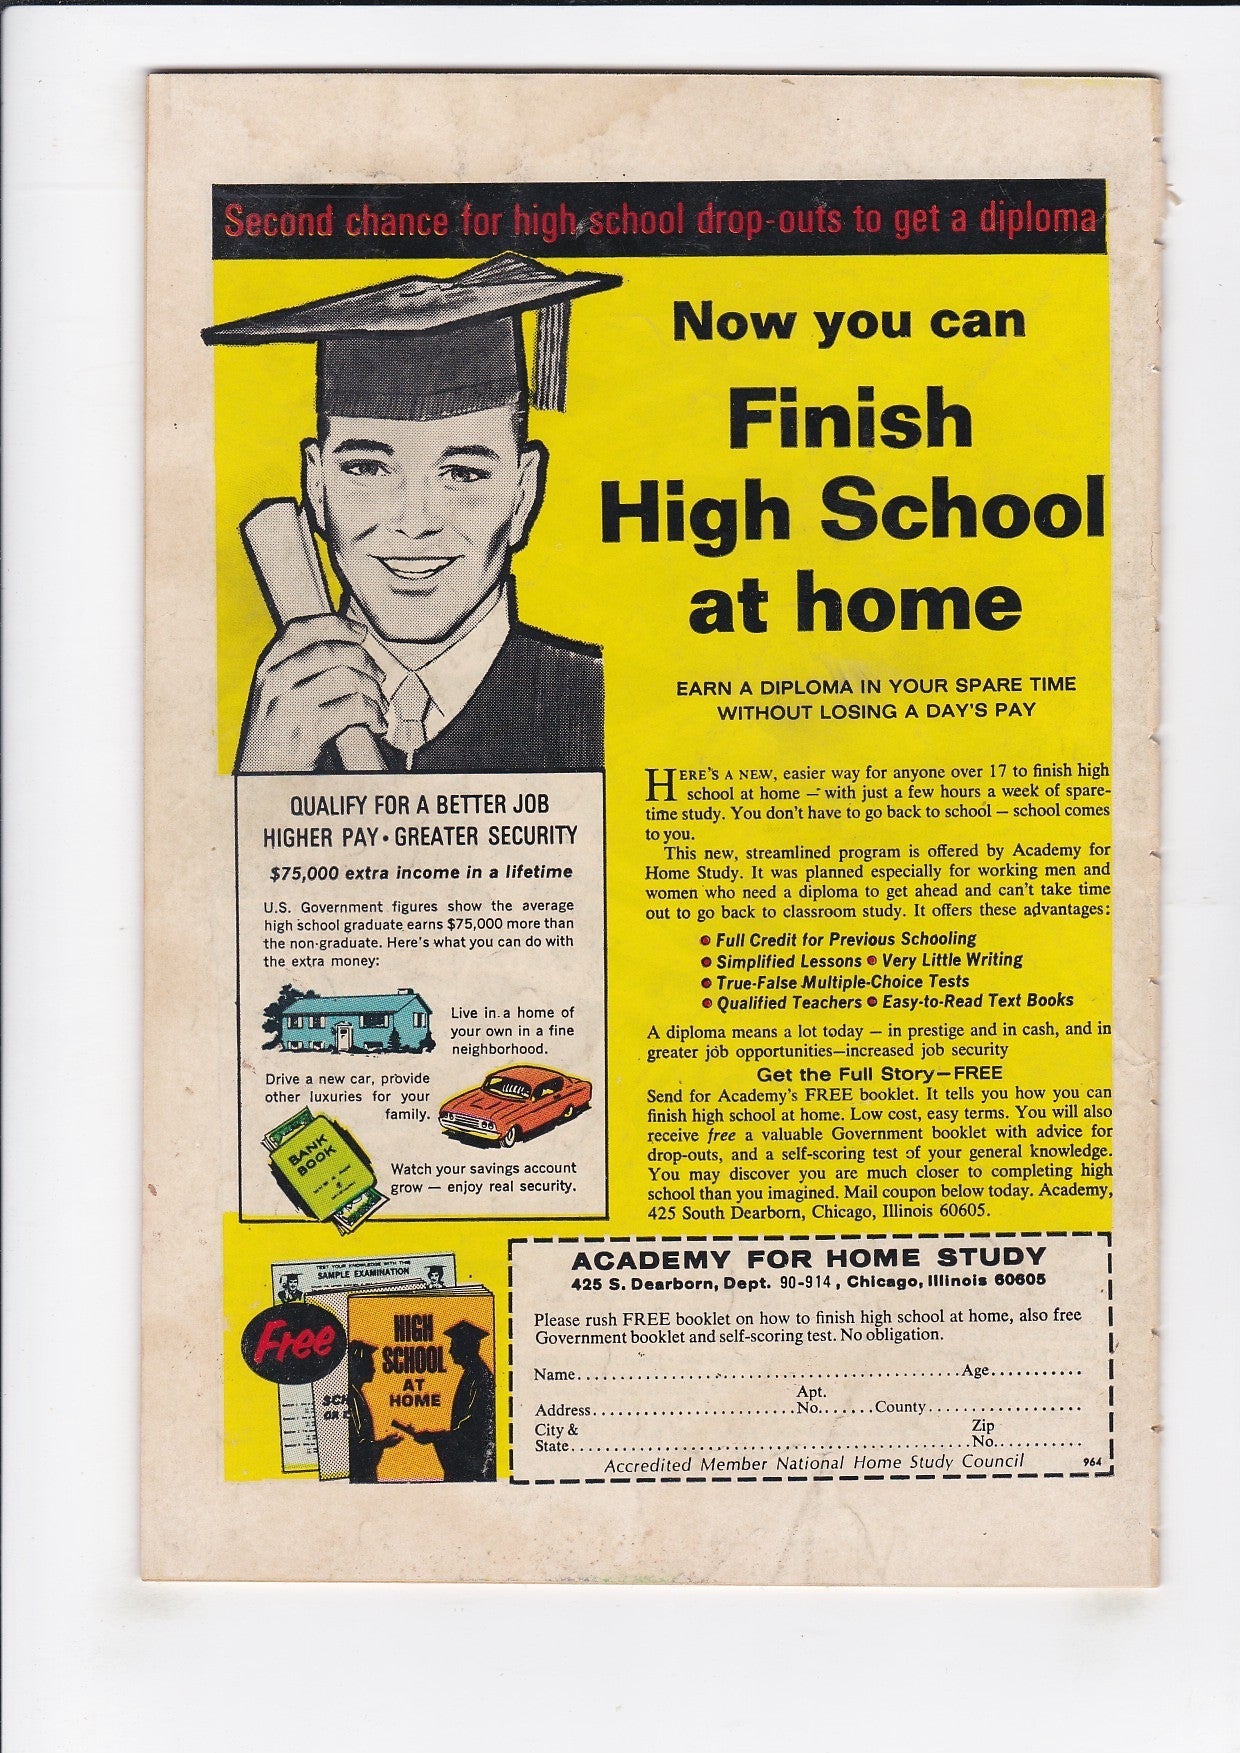 Second chance for high school drop-outs to get a diploma
Now you can
Finish
High School
at home
EARN A DIPLOMA IN YOUR SPARE TIME
WITHOUT LOSING A DAY'S PAY
HERE'S A NEW, easier way for anyone over 17 to finish high
school at home — with just a few hours a week of spare-
time study. You don't have to go back to school — school comes
to you.
This new, streamlined program is offered by Academy for
Home Study. It was planned especially for working men and
women who need a diploma to get ahead and can't take time
out to go back to classroom study. It offers these advantages:
• Full Credit for Previous Schooling
• Simplified Lessons • Very Little Writing
• True-False Multiple-Choice Tests
• Qualified Teachers • Easy-to-Read Text Books
A diploma means a lot today — in prestige and in cash, and in
greater job opportunities—increased job security
Get the Full Story—FREE
Send for Academy's FREE booklet. It tells you how you can
finish high school at home. Low cost, easy terms. You will also
receive free a valuable Government booklet with advice for
drop-outs, and a self-scoring test of your general knowledge.
You may discover you are much closer to completing high
school than you imagined. Mail coupon below today. Academy,
425 South Dearborn, Chicago, Illinois 60605.
QUALIFY FOR A BETTER JOB
HIGHER PAY • GREATER SECURITY
$75,000 extra income in a lifetime
U.S. Government figures show the average
high school graduate earns $75,000 more than
the non-graduate. Here's what you can do with
the extra money:
Live in a home of
your own in a fine
neighborhood.
Drive a new car, provide
other luxuries for your
family.
BANK
BOOK
Watch your savings account
grow — enjoy real security.
TEST YOUR KNOWLEDGE WITH THIS
SAMPLE EXAMINATION
Free
HIGH
SCHOOL
AT
HOME
SCH
OR D
ACADEMY FOR HOME STUDY
425 S. Dearborn, Dept. 90-914, Chicago, Illinois 60605
Please rush FREE booklet on how to finish high school at home, also free
Government booklet and self-scoring test. No obligation.
Name.............................................Age...........
Apt.
Address........................No.......County..................
City & Zip
State...............................................No...........
Accredited Member National Home Study Council 964